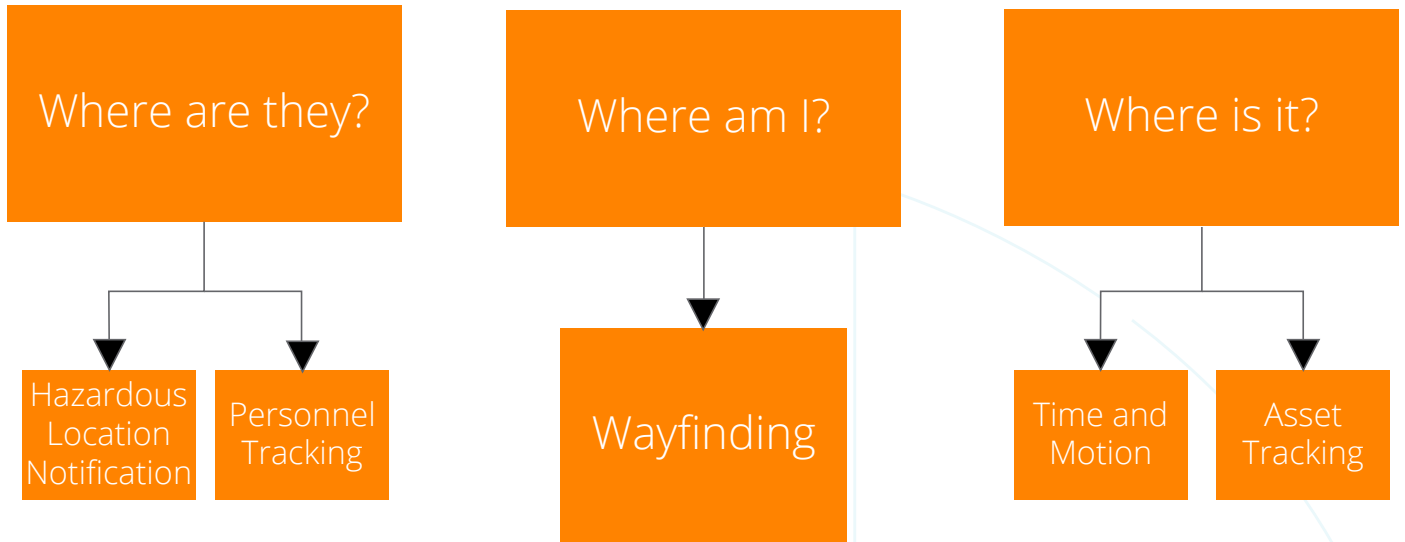 Where are they?
Where am I?
Where is it?
Hazardous
Location
Notification
Personnel
Tracking
Wayfinding
Time and
Motion
Asset
Tracking